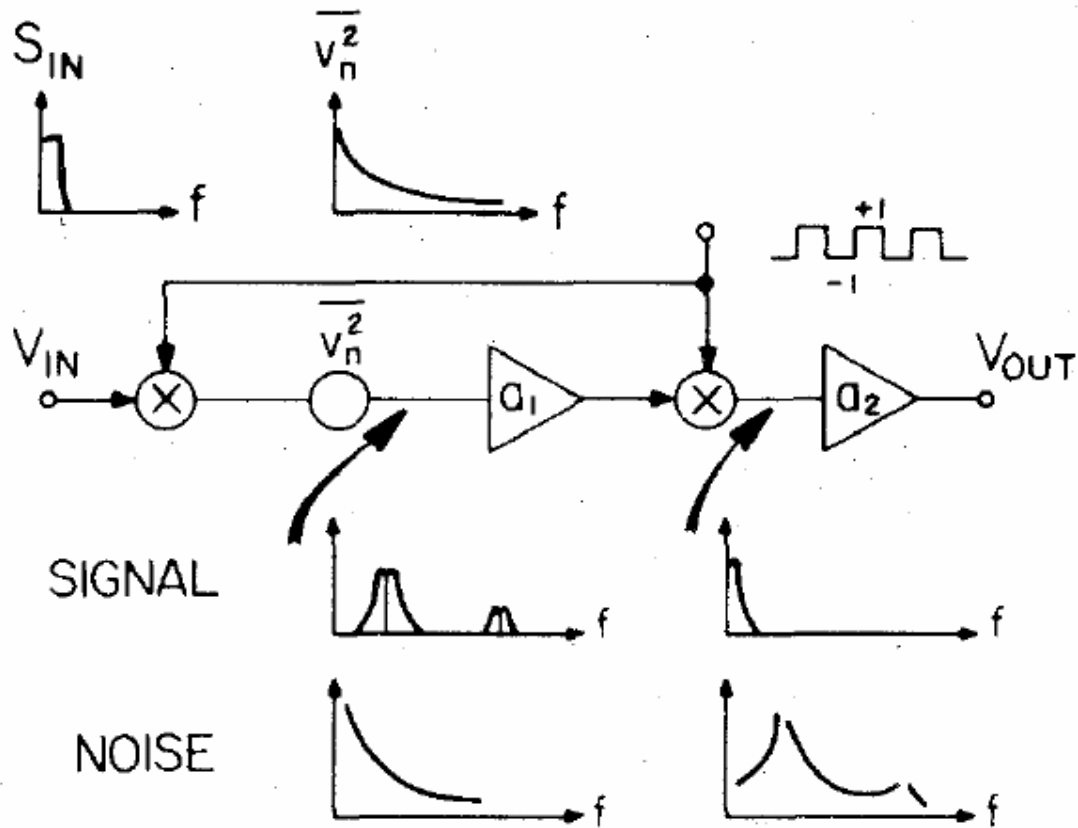 S_IN
v_n^2
f
f
+1
-1
V_IN
v_n^2
a_1
a_2
V_OUT
SIGNAL
f
f
NOISE
f
f